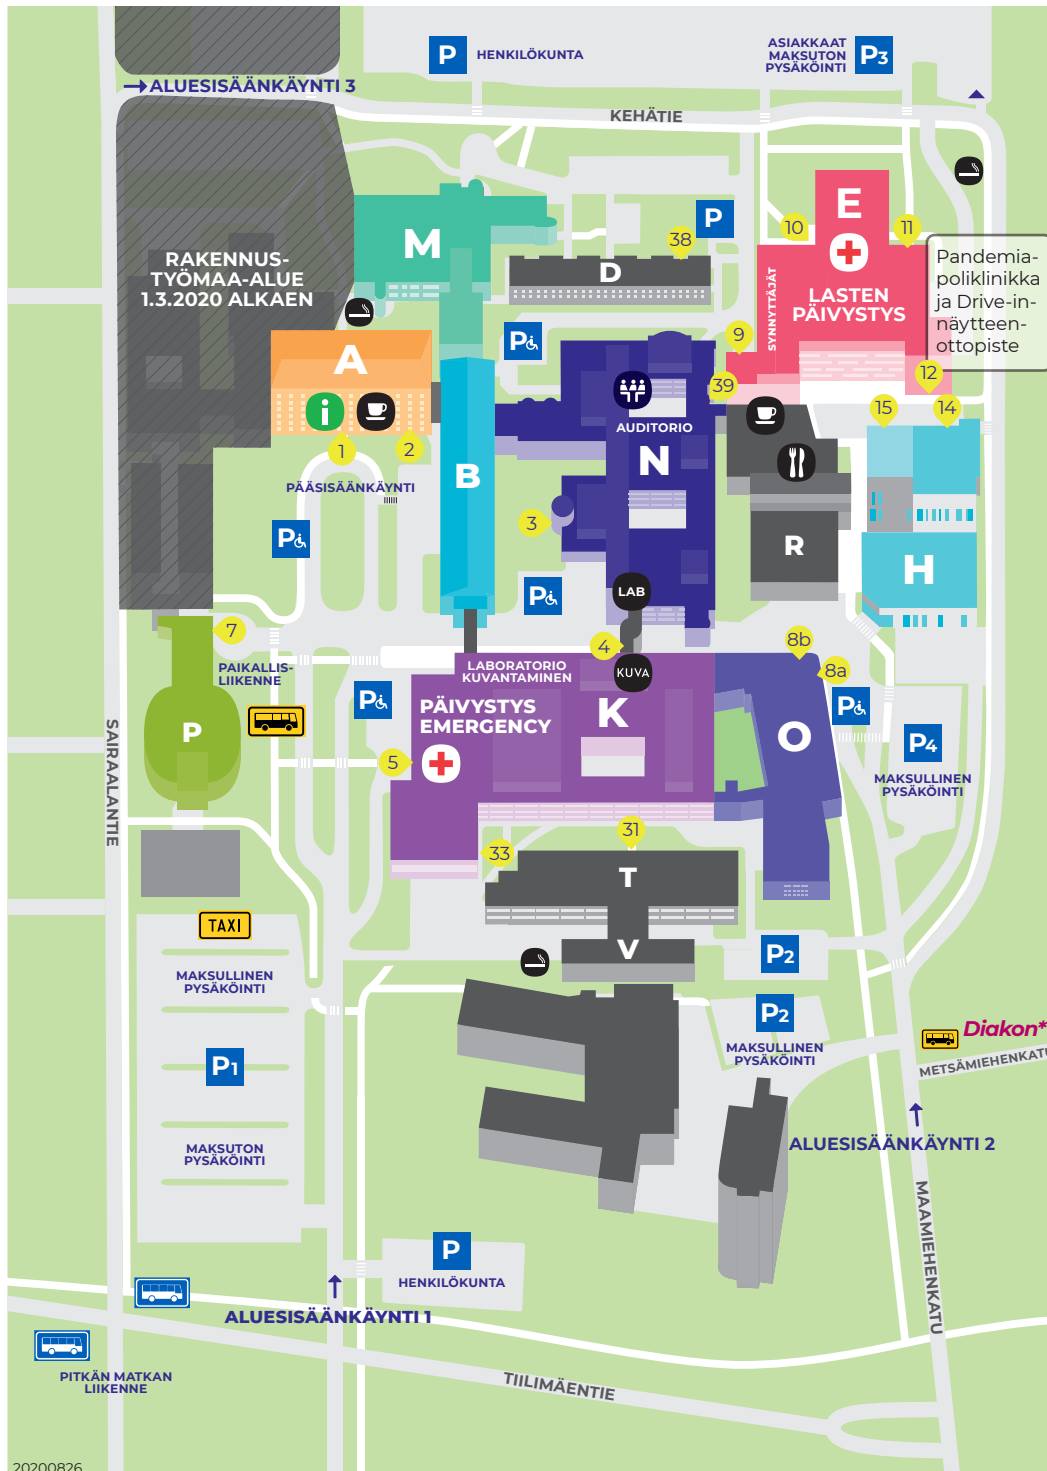 P HENKILÖKUNTA
ASIAKKAAT
MAKSUTON
PYSÄKÖINTI
P3
→ALUESISÄÄNKÄYNTI 3
KEHÄTIE
E
M
P
10
11
38
D
RAKENNUS-
TYÖMAA-ALUE
1.3.2020 ALKAEN
LASTEN
PÄIVYSTYS
SYNNYTTÄJÄT
Pandemia-
poliklinikka
ja Drive-in-
näytteen-
ottopiste
9
P
A
39
12
i
15
14
AUDITORIO
1
2
N
B
PÄÄSISÄÄNKÄYNTI
3
P
R
H
P
LAB
7
4
8b
PAIKALLIS-
LIIKENNE
LABORATORIO
KUVANTAMINEN
KUVA
8a
P
PÄIVYSTYS
EMERGENCY
K
P
P
O
P4
SAIRAALANTIE
5
MAKSULLINEN
PYSÄKÖINTI
31
33
T
TAXI
V
P2
MAKSULLINEN
PYSÄKÖINTI
P2
Diakon*
MAKSULLINEN
PYSÄKÖINTI
P1
METSÄMIEHENKATU
MAKSUTON
PYSÄKÖINTI
ALUESISÄÄNKÄYNTI 2
MAAMIEHENKATU
P
HENKILÖKUNTA
ALUESISÄÄNKÄYNTI 1
PITKÄN MATKAN
LIIKENNE
TIILIMÄENTIE
20200826